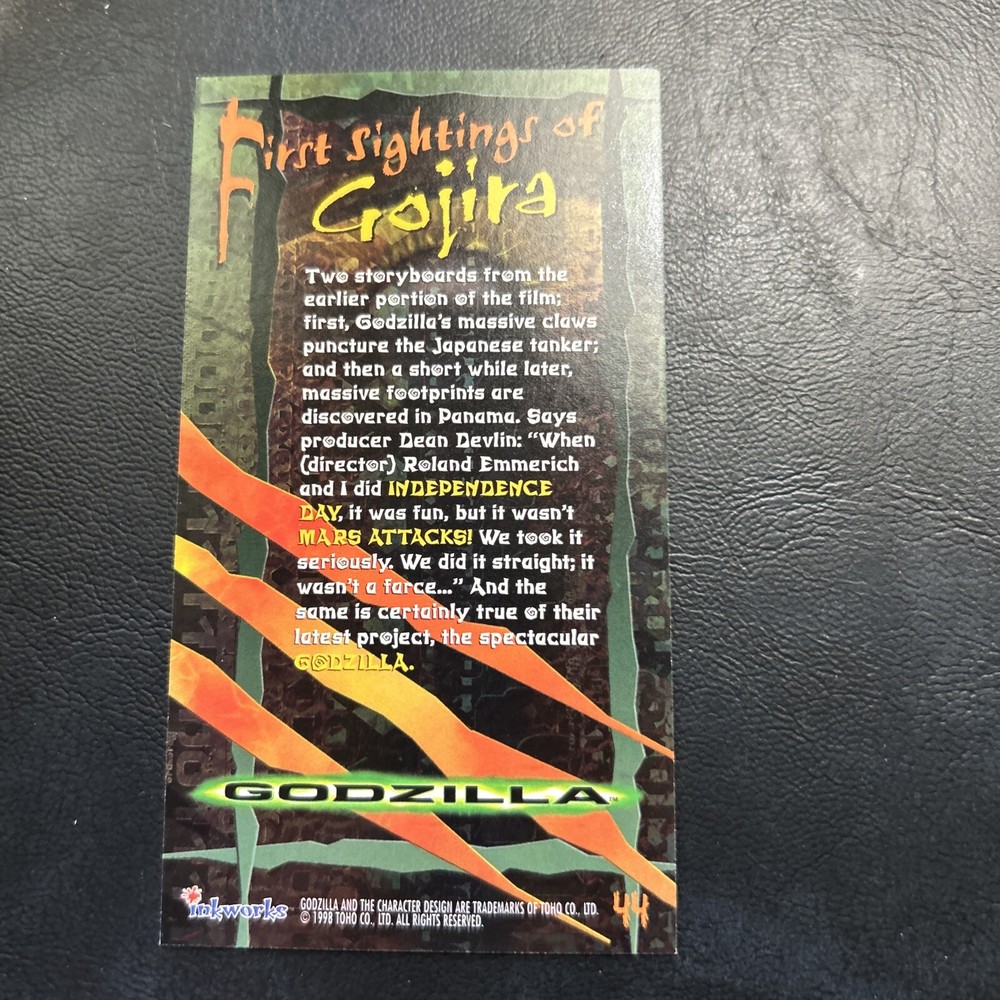 First Sightings of
Gojira
Two storyboards from the
earlier portion of the film;
first, Godzilla's massive claws
puncture the Japanese tanker;
and then a short while later,
massive footprints are
discovered in Panama. Says
producer Dean Devlin: "When
(director) Roland Emmerich
and I did INDEPENDENCE
DAY, it was fun, but it wasn't
MARS ATTACKS! We took it
seriously. We did it straight; it
wasn't a farce..." And the
same is certainly true of their
latest project, the spectacular
GODZILLA.
GODZILLA™
inkworks
GODZILLA AND THE CHARACTER DESIGN ARE TRADEMARKS OF TOHO CO., LTD.
© 1998 TOHO CO., LTD. ALL RIGHTS RESERVED.
44